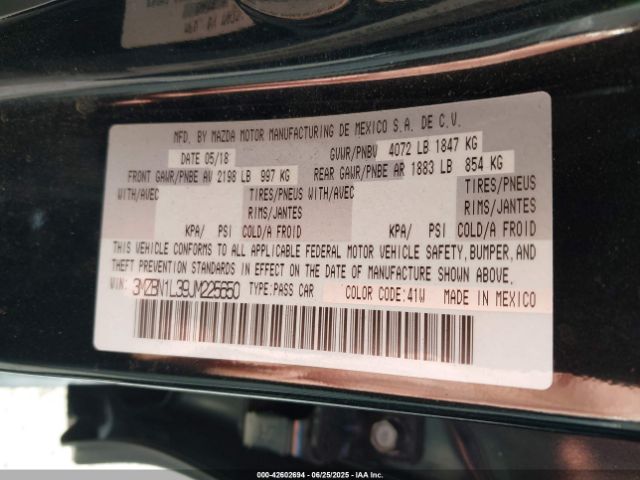 MFD. BY MAZDA MOTOR MANUFACTURING DE MEXICO S.A. DE C.V.
DATE 05/18 GVWR/PNBV 4072 LB 1847 KG
FRONT GAWR/PNBE AV 2198 LB 997 KG REAR GAWR/PNBE AR 1883 LB 854 KG
WITH/AVEC TIRES/PNEUS WITH/AVEC TIRES/PNEUS
RIMS/JANTES RIMS/JANTES
KPA/ PSI COLD/A FROID KPA/ PSI COLD/A FROID
THIS VEHICLE CONFORMS TO ALL APPLICABLE FEDERAL MOTOR VEHICLE SAFETY, BUMPER, AND
THEFT PREVENTION STANDARDS IN EFFECT ON THE DATE OF MANUFACTURE SHOWN ABOVE.
VIN: 3MZBN1L39JM225650 TYPE:PASS CAR COLOR CODE:41W MADE IN MEXICO
000-42602694 - 06/25/2025 - IAA Inc.